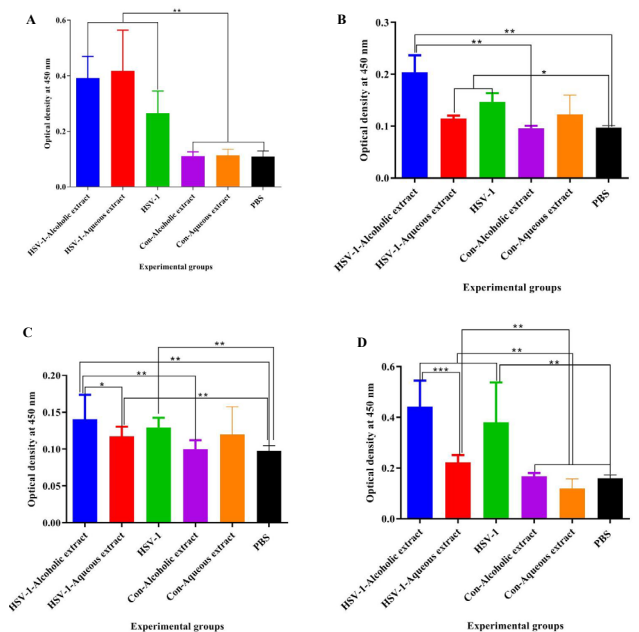 A
**
Optical density at 450 nm
0.6
0.4
0.2
0.0
HSV-1-Alcoholic extract
HSV-1-Aqueous extract
HSV-1
Con-Alcoholic extract
Con-Aqueous extract
PBS
Experimental groups
B
**
**
*
Optical density at 450 nm
0.3
0.2
0.1
0.0
HSV-1-Alcoholic extract
HSV-1-Aqueous extract
HSV-1
Con-Alcoholic extract
Con-Aqueous extract
PBS
Experimental groups
C
**
**
**
*
**
Optical density at 450 nm
0.20
0.15
0.10
0.05
0.00
HSV-1-Alcoholic extract
HSV-1-Aqueous extract
HSV-1
Con-Alcoholic extract
Con-Aqueous extract
PBS
Experimental groups
D
**
**
**
***
Optical density at 450 nm
0.6
0.4
0.2
0.0
HSV-1-Alcoholic extract
HSV-1-Aqueous extract
HSV-1
Con-Alcoholic extract
Con-Aqueous extract
PBS
Experimental groups